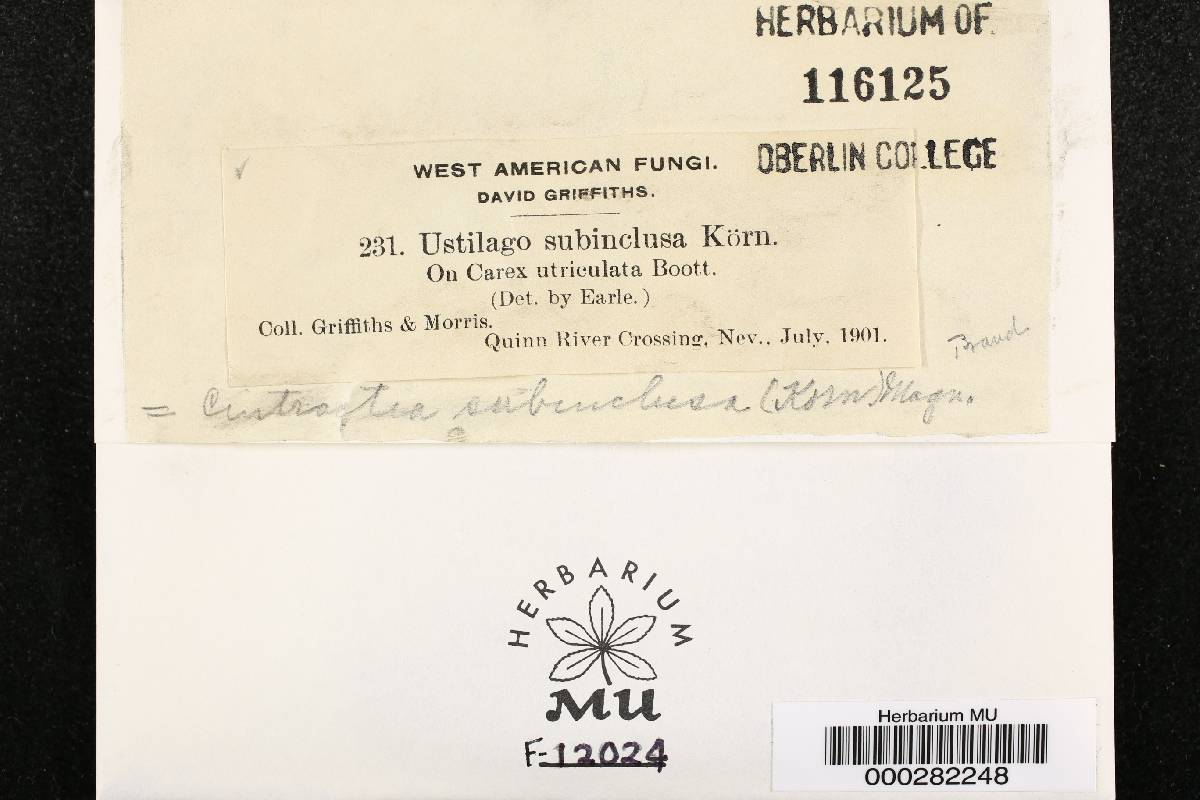 HERBARIUM OF
116125
OBERLIN COLLEGE
WEST AMERICAN FUNGI.
DAVID GRIFFITHS.
231. Ustilago subinclusa Körn.
On Carex utriculata Boott.
(Det. by Earle.)
Coll. Griffiths & Morris.
Quinn River Crossing, Nev., July, 1901.
= Cintractia subinclusa (Korn) Magn.
HERBARIUM
MU
F-12024
Herbarium MU
000282248